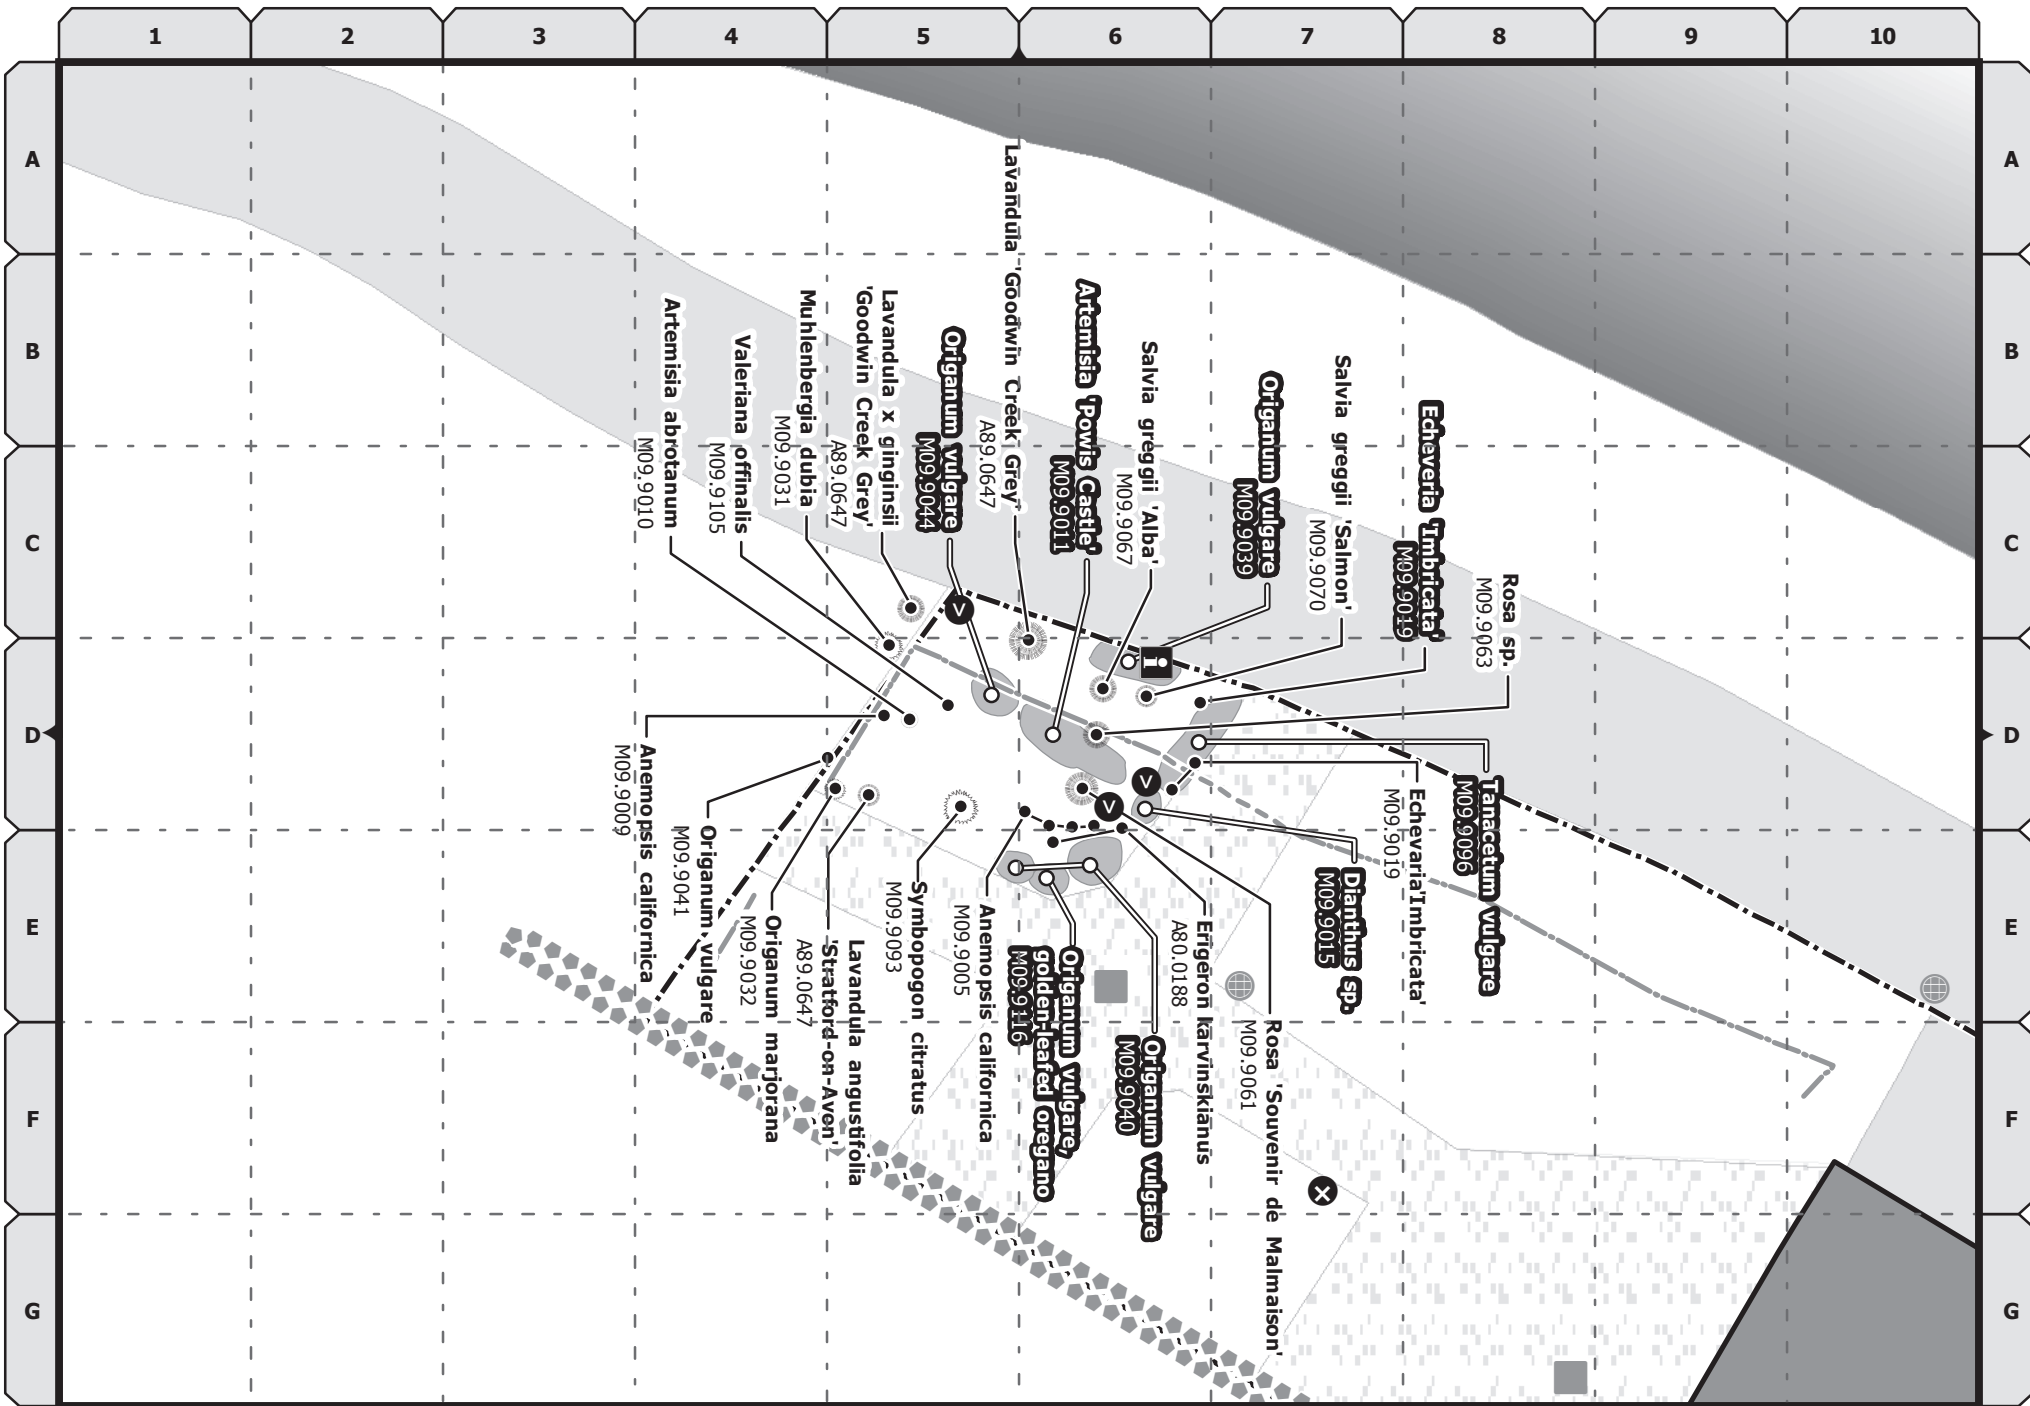 1 2 3 4 5 6 7 8 9 10
A A
B B
C C
D D
E E
F F
G G
Artemisia abrotanum
M09.9010
Valeriana offinalis
M09.9105
Muhlenbergia dubia
M09.9031
Lavandula x ginginsii
'Goodwin Creek Grey'
A89.0647
Origanum vulgare
M09.9044
Lavandula 'Goodwin Creek Grey'
A89.0647
Artemisia 'Powis Castle'
M09.9011
Salvia greggii 'Alba'
M09.9067
Origanum vulgare
M09.9039
Salvia greggii 'Salmon'
M09.9070
Echeveria 'Imbricata'
M09.9019
Rosa sp.
M09.9063
V
i
V
V
Anemopsis californica
M09.9009
Origanum vulgare
M09.9041
Origanum marjorana
M09.9032
Lavandula angustifolia
'Stratford-on-Avon'
A89.0647
Symbopogon citratus
M09.9093
Anemopsis californica
M09.9005
Origanum vulgare,
golden-leafed oregano
M09.9116
Origanum vulgare
M09.9040
Erigeron karvinskianus
A80.0188
Rosa 'Souvenir de Malmaison'
M09.9061
Dianthus sp.
M09.9015
Echevaria'Imbricata'
M09.9019
Tanacetum vulgare
M09.9096
X